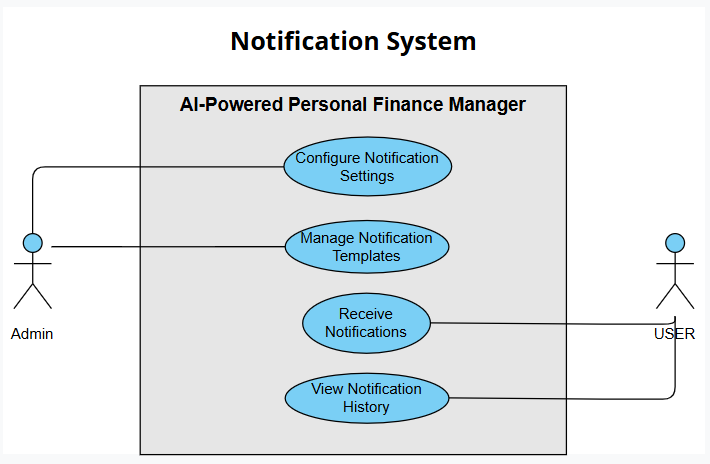 Notification System
AI-Powered Personal Finance Manager
Configure Notification
Settings
Manage Notification
Templates
Receive
Notifications
Admin
USER
View Notification
History